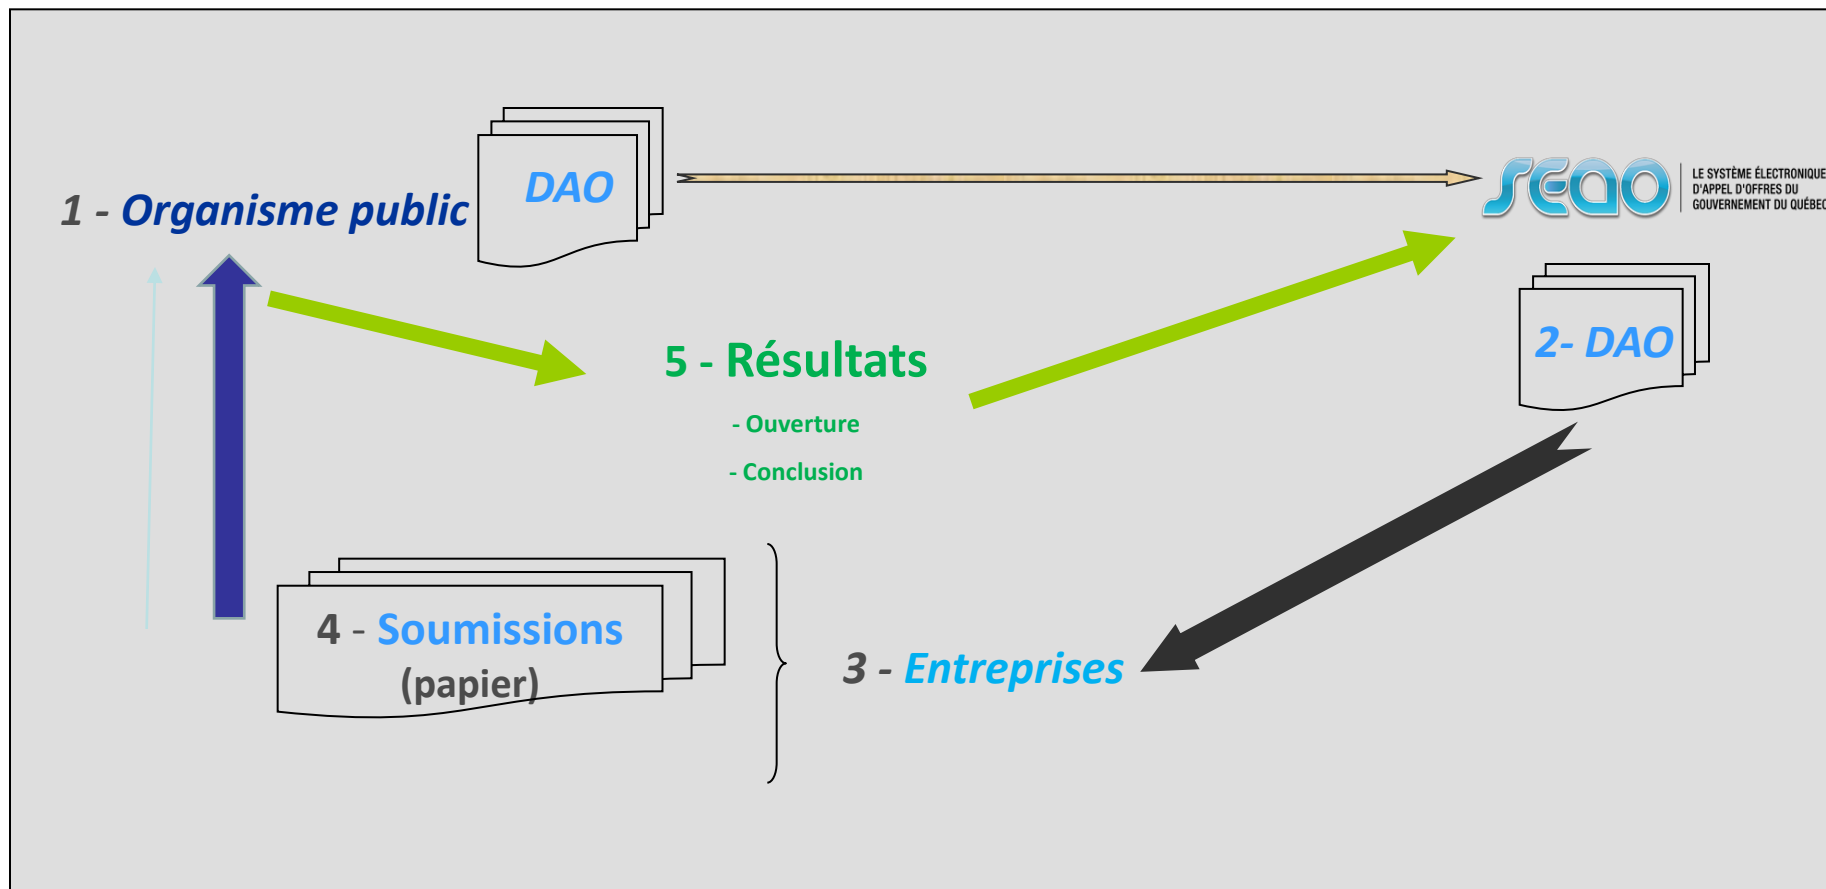 DAO
1 - Organisme public
SEAO
LE SYSTÈME ÉLECTRONIQUE
D'APPEL D'OFFRES DU
GOUVERNEMENT DU QUÉBEC
2- DAO
5 - Résultats
- Ouverture
- Conclusion
4 - Soumissions
(papier)
3 - Entreprises